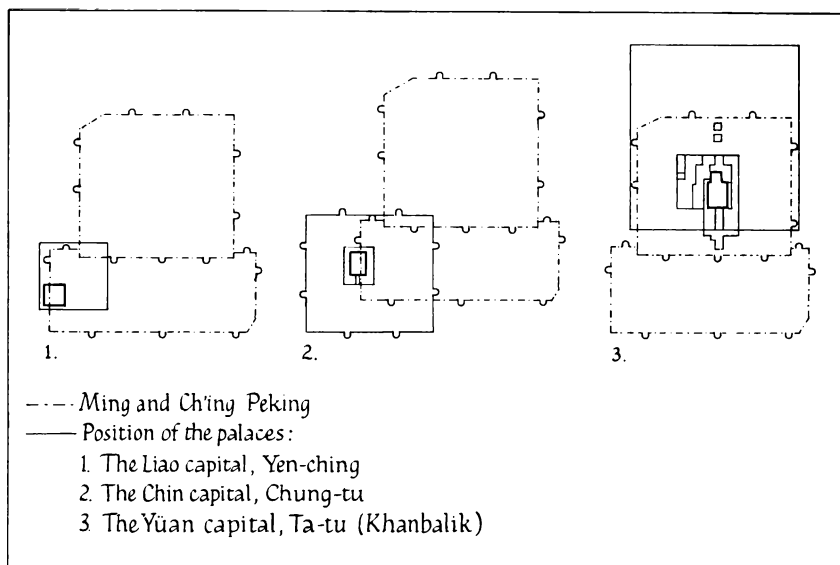 1.
2.
3.
Ming and Ch'ing Peking
Position of the palaces:
1. The Liao capital, Yen-ching
2. The Chin capital, Chung-tu
3. The Yüan capital, Ta-tu (Khanbalik)